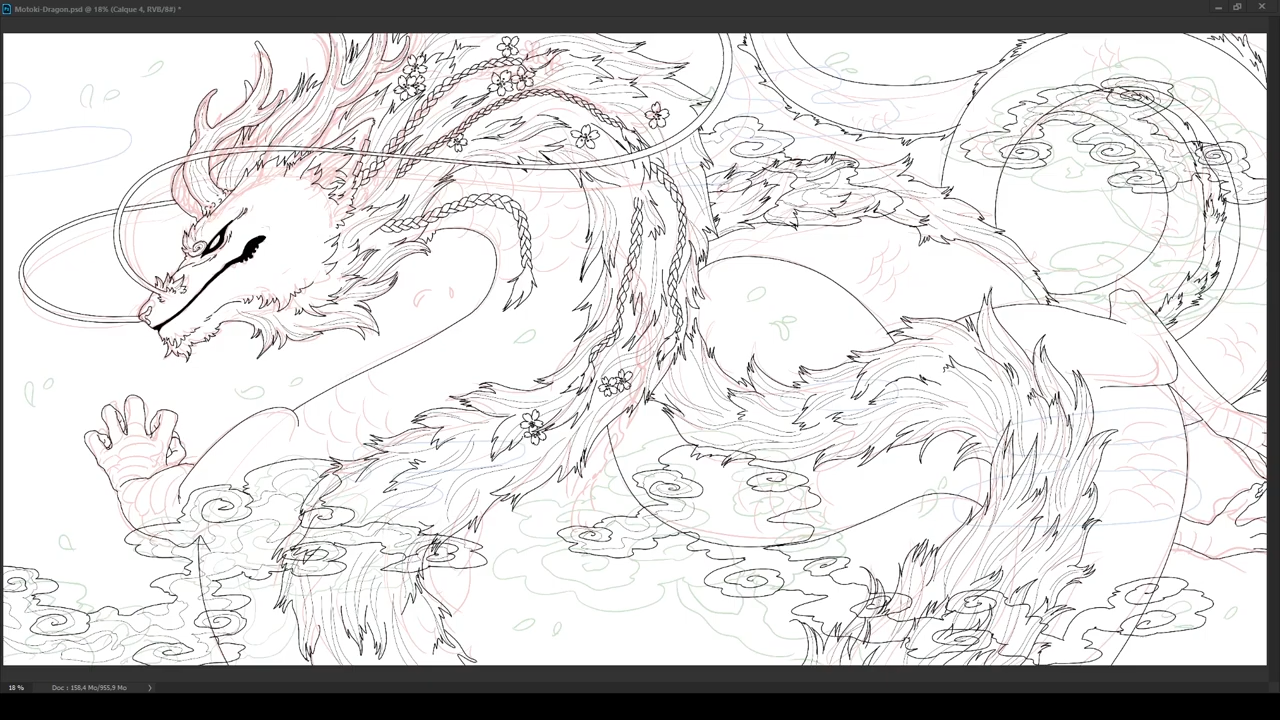 Motoki-Dragon.psd @ 18% (Calque 4, RVB/8#) *
18 %
Doc : 158,4 Mo/955,9 Mo